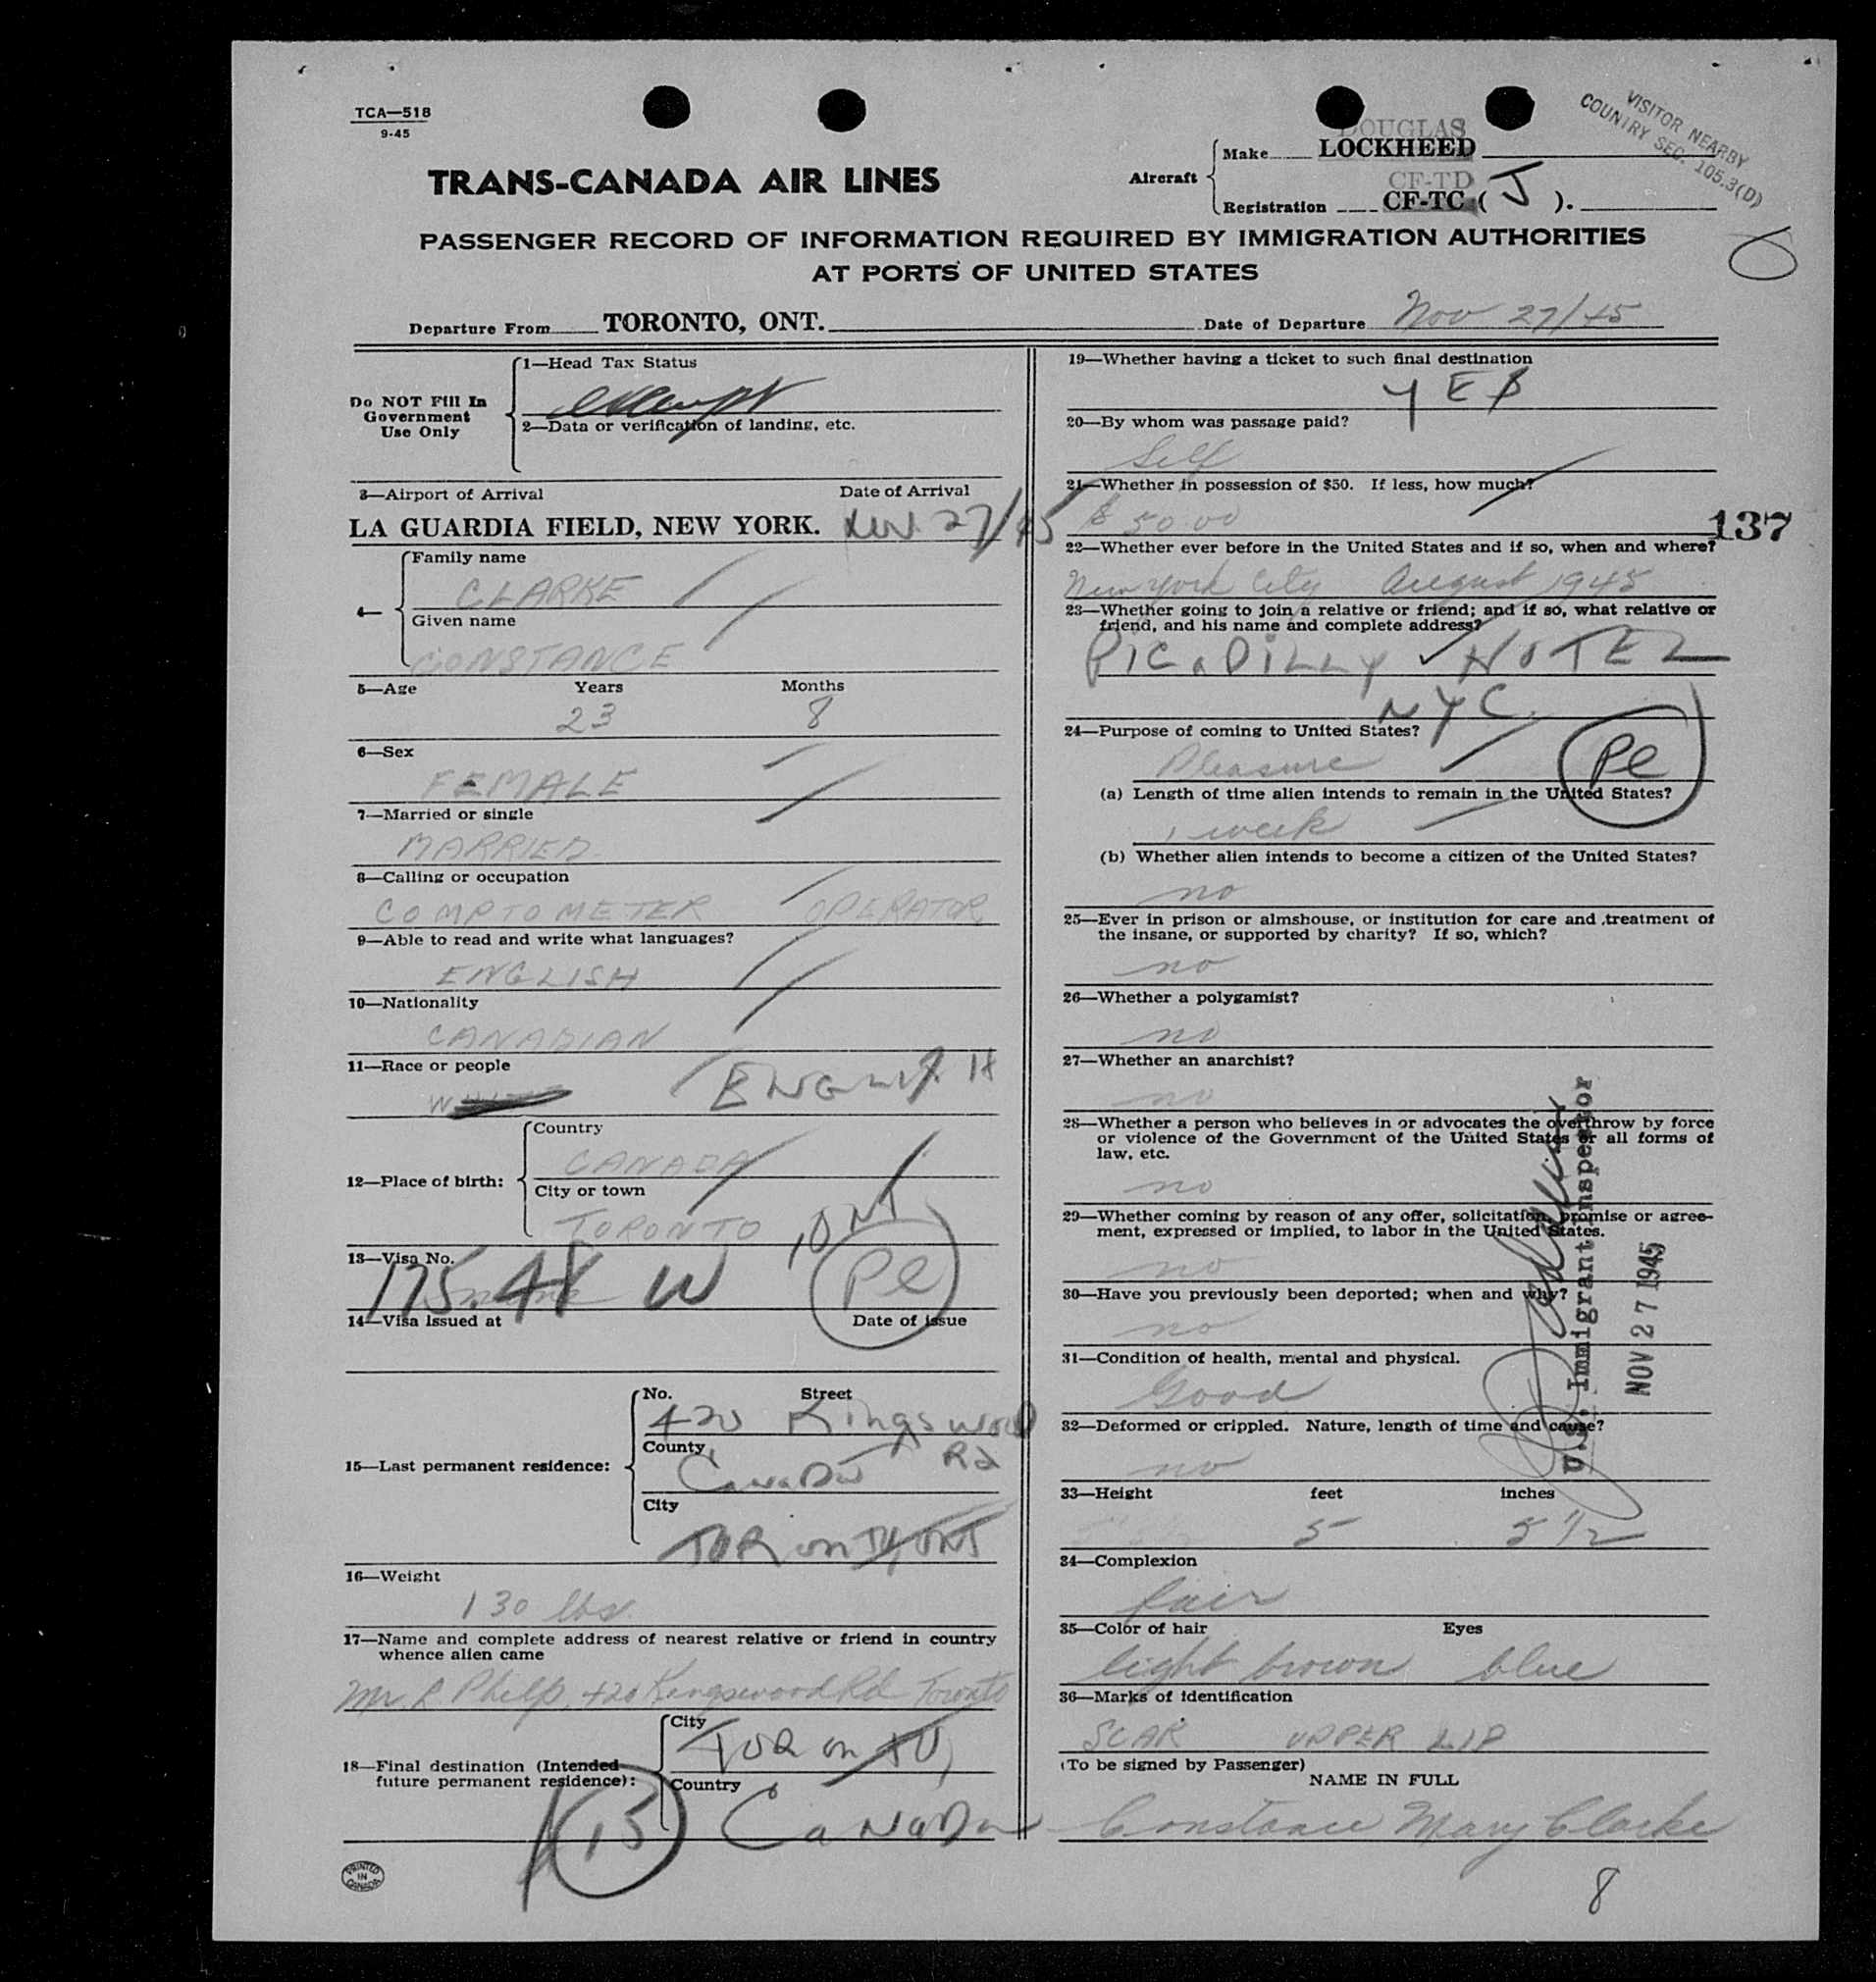 TCA—518
9-45
VISITOR NEARBY
COUNTRY SEC. 105.3(D)
TRANS-CANADA AIR LINES
Aircraft
DOUGLAS
Make LOCKHEED
CF-TD
Registration CF-TC ( J ).
PASSENGER RECORD OF INFORMATION REQUIRED BY IMMIGRATION AUTHORITIES
AT PORTS OF UNITED STATES
Departure From TORONTO, ONT.
Date of Departure Nov 27/45
Do NOT Fill In
Government
Use Only
1—Head Tax Status
exempt
2—Data or verification of landing, etc.
3—Airport of Arrival Date of Arrival
LA GUARDIA FIELD, NEW YORK. Nov. 27/45
4—
Family name
CLARKE
Given name
CONSTANCE
5—Age Years Months
23 8
6—Sex
FEMALE
7—Married or single
MARRIED
8—Calling or occupation
COMPTOMETER OPERATOR
9—Able to read and write what languages?
ENGLISH
10—Nationality
CANADIAN
11—Race or people
ENGLISH
12—Place of birth:
Country
CANADA
City or town
TORONTO , ONT
13—Visa No.
175.41 W Pl
14—Visa Issued at Date of issue
15—Last permanent residence:
No. Street
420 Kingswood
County Rd
Canada
City
TORONTO, ONT
16—Weight
130 lbs.
17—Name and complete address of nearest relative or friend in country
whence alien came
Mr. R Phelp, 420 Kingswood Rd Toronto
18—Final destination (Intended
future permanent residence):
City
TORONTO,
Country
CANADA
15
PRINTED
IN
CANADA
19—Whether having a ticket to such final destination
YES
20—By whom was passage paid?
Self
21—Whether in possession of $50. If less, how much?
$ 50.00
137
22—Whether ever before in the United States and if so, when and where?
New York City August 1945
23—Whether going to join a relative or friend; and if so, what relative or
friend, and his name and complete address?
PICADILLY HOTEL
NYC.
24—Purpose of coming to United States?
Pleasure
Pl
(a) Length of time alien intends to remain in the United States?
1 week
(b) Whether alien intends to become a citizen of the United States?
no
25—Ever in prison or almshouse, or institution for care and treatment of
the insane, or supported by charity? If so, which?
no
26—Whether a polygamist?
no
27—Whether an anarchist?
no
28—Whether a person who believes in or advocates the overthrow by force
or violence of the Government of the United States or all forms of
law, etc.
no
29—Whether coming by reason of any offer, solicitation, promise or agree-
ment, expressed or implied, to labor in the United States.
no
30—Have you previously been deported; when and why?
no
31—Condition of health, mental and physical.
Good
32—Deformed or crippled. Nature, length of time and cause?
no
U.S. Immigrant Inspector
NOV 27 1945
33—Height feet inches
5 5 1/2
34—Complexion
fair
35—Color of hair Eyes
light brown blue
36—Marks of identification
SCAR UPPER LIP
(To be signed by Passenger)
NAME IN FULL
Constance Mary Clarke
8